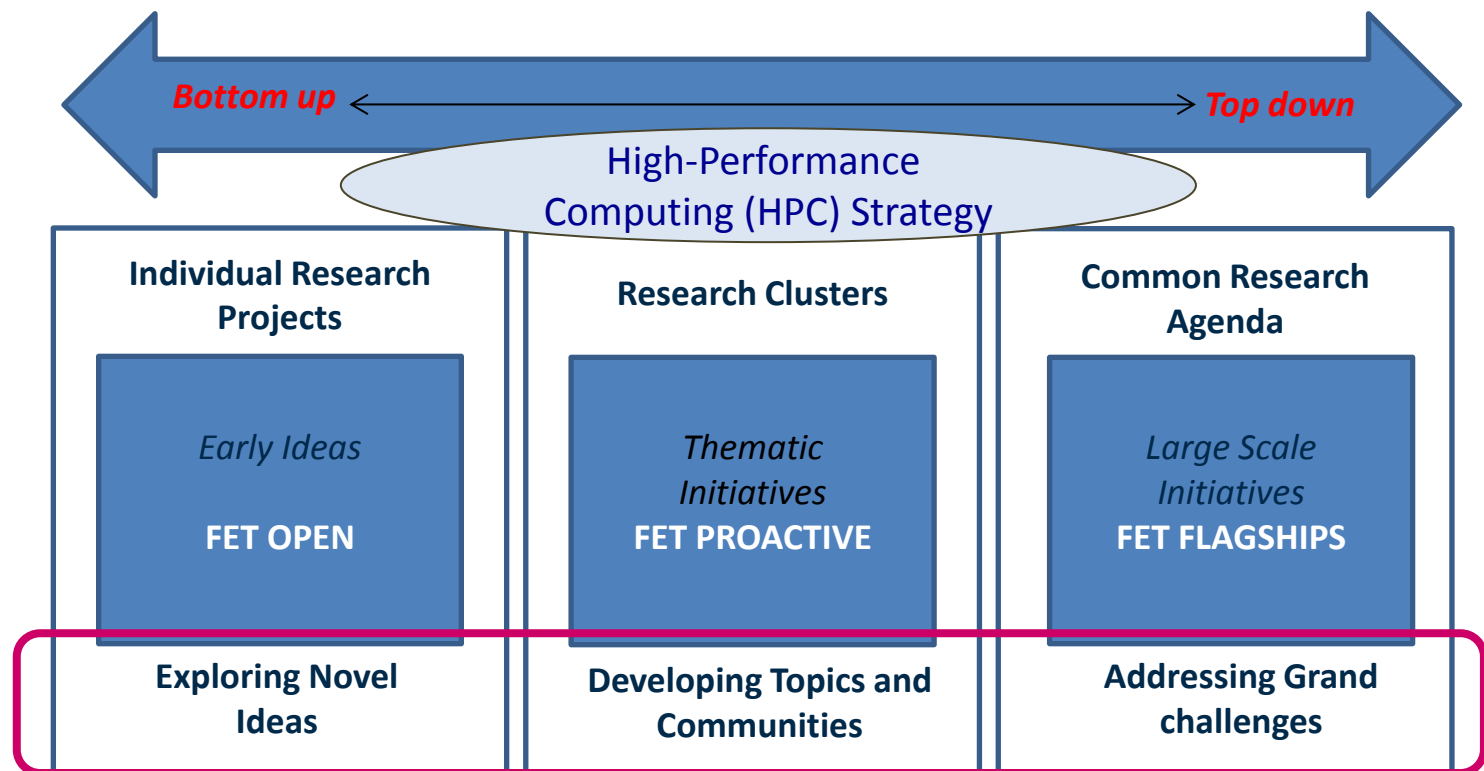 Bottom up
Top down
High-Performance
Computing (HPC) Strategy
Individual Research
Projects
Early Ideas
FET OPEN
Exploring Novel
Ideas
Research Clusters
Thematic
Initiatives
FET PROACTIVE
Developing Topics and
Communities
Common Research
Agenda
Large Scale
Initiatives
FET FLAGSHIPS
Addressing Grand
challenges